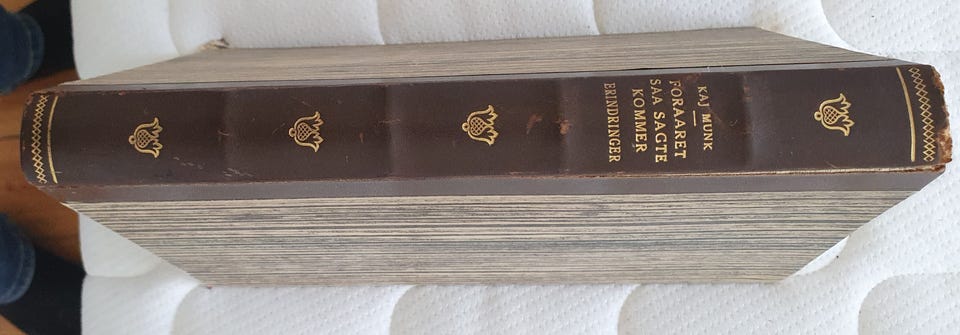 KAJ MUNK
FORAARET
SAA SAGTE
KOMMER
ERINDRINGER